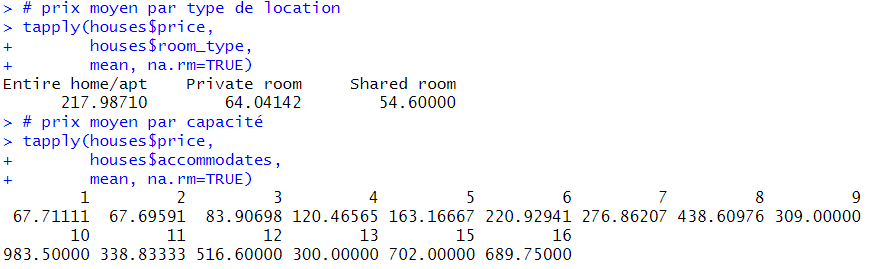 > # prix moyen par type de location
> tapply(houses$price,
+        houses$room_type,
+        mean, na.rm=TRUE)
Entire home/apt    Private room     Shared room
      217.98710        64.04142        54.60000
> # prix moyen par capacité
> tapply(houses$price,
+        houses$accommodates,
+        mean, na.rm=TRUE)
        1         2         3         4         5         6         7         8         9
 67.71111  67.69591  83.90698 120.46565 163.16667 220.92941 276.86207 438.60976 309.00000
       10        11        12        13        15        16
983.50000 338.83333 516.60000 300.00000 702.00000 689.75000